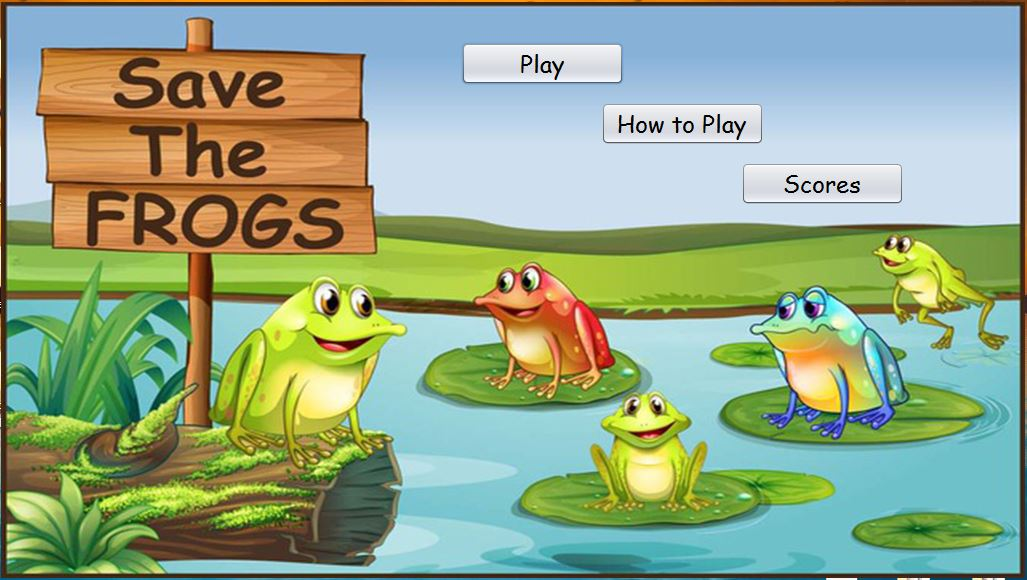 Save
The
FROGS
Play
How to Play
Scores